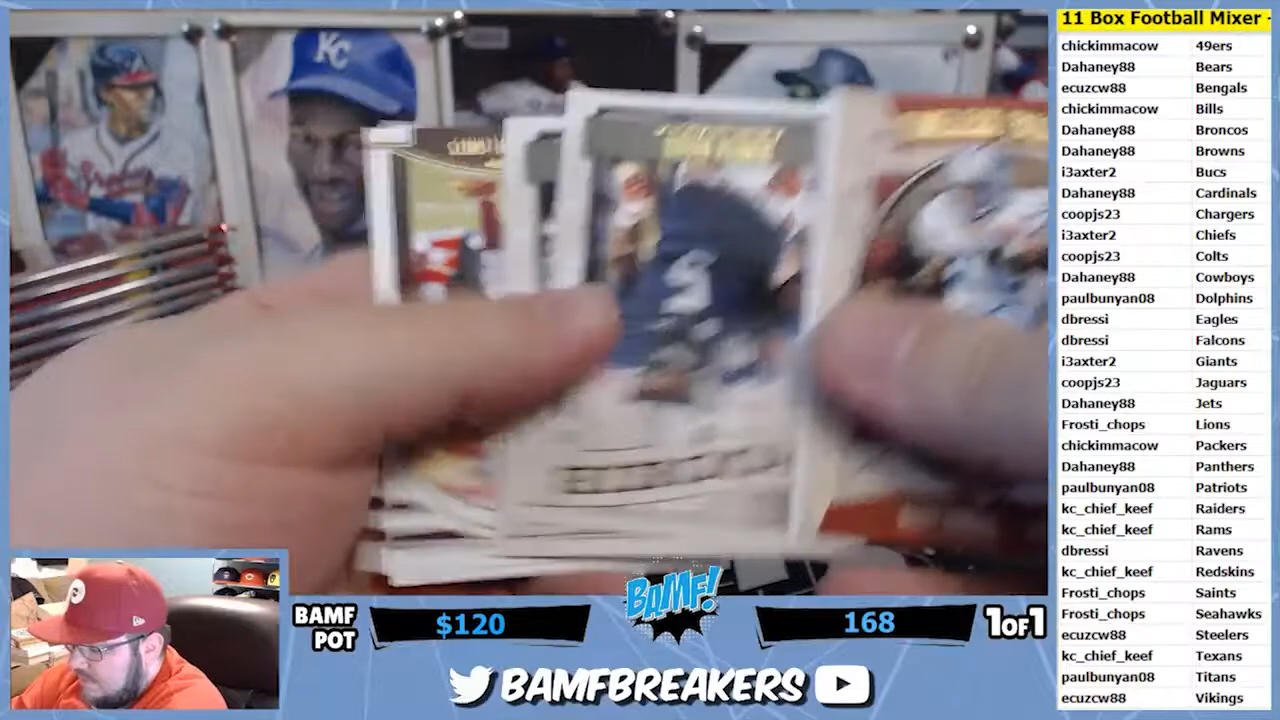 11 Box Football Mixer -
chickimmacow 49ers
Dahaney88 Bears
ecuzcw88 Bengals
chickimmacow Bills
Dahaney88 Broncos
Dahaney88 Browns
i3axter2 Bucs
Dahaney88 Cardinals
coopjs23 Chargers
i3axter2 Chiefs
coopjs23 Colts
Dahaney88 Cowboys
paulbunyan08 Dolphins
dbressi Eagles
dbressi Falcons
i3axter2 Giants
coopjs23 Jaguars
Dahaney88 Jets
Frosti_chops Lions
chickimmacow Packers
Dahaney88 Panthers
paulbunyan08 Patriots
kc_chief_keef Raiders
kc_chief_keef Rams
dbressi Ravens
kc_chief_keef Redskins
Frosti_chops Saints
Frosti_chops Seahawks
ecuzcw88 Steelers
kc_chief_keef Texans
paulbunyan08 Titans
ecuzcw88 Vikings
KC
Braves
BAMF POT
$120
BAMF!
168
1OF1
BAMFBREAKERS